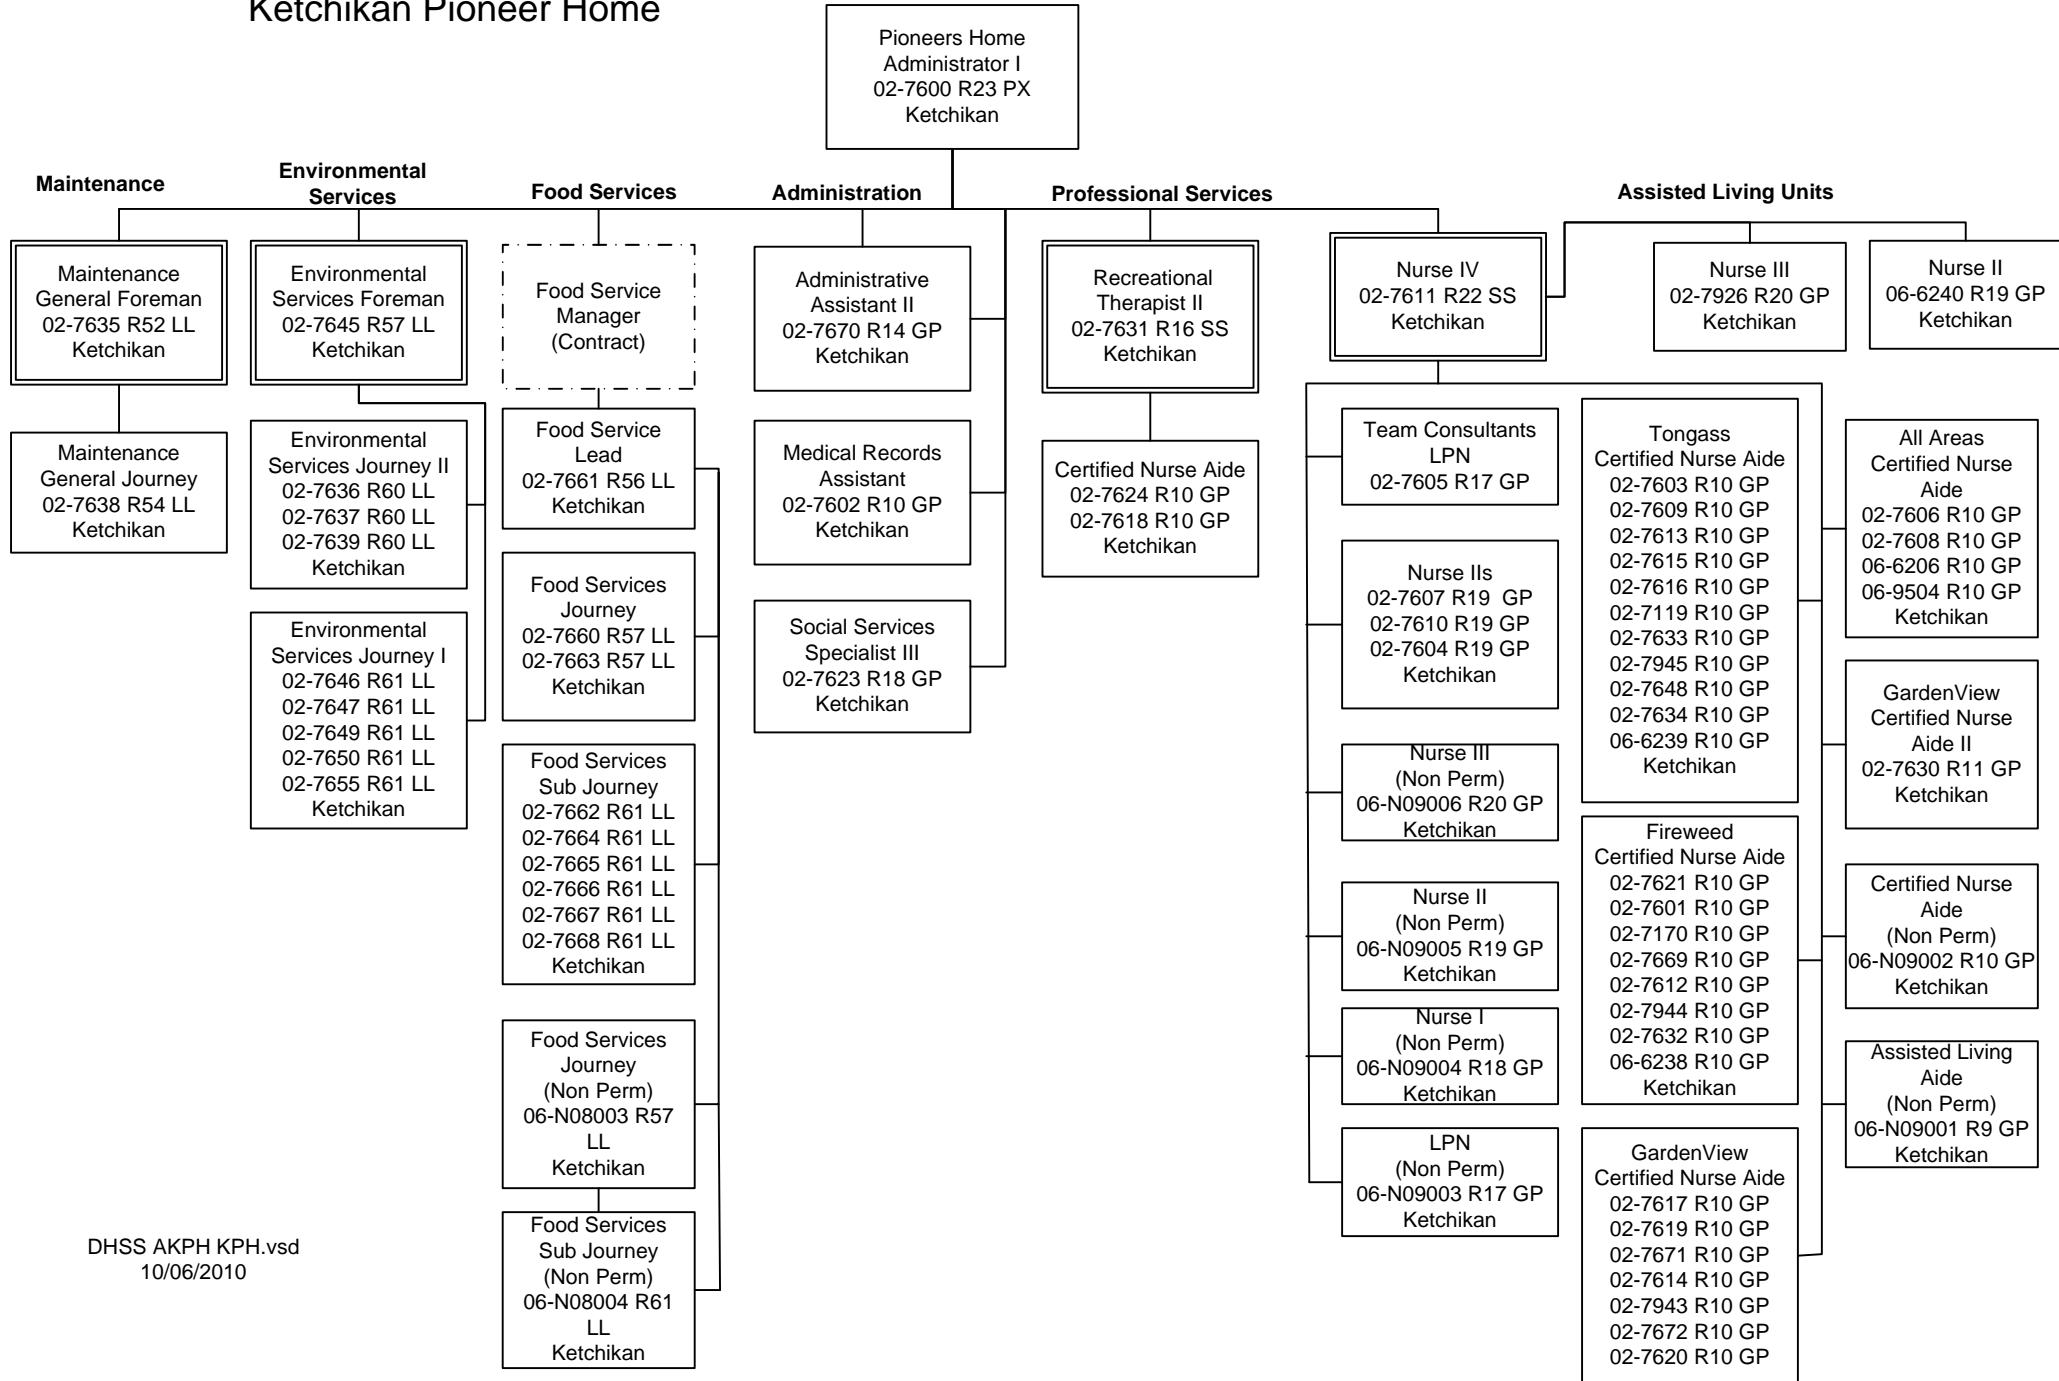 Ketchikan Pioneer Home
Pioneers Home
Administrator I
02-7600 R23 PX
Ketchikan
Maintenance
Environmental
Services
Food Services
Administration
Professional Services
Assisted Living Units
Maintenance
General Foreman
02-7635 R52 LL
Ketchikan
Maintenance
General Journey
02-7638 R54 LL
Ketchikan
Environmental
Services Foreman
02-7645 R57 LL
Ketchikan
Environmental
Services Journey II
02-7636 R60 LL
02-7637 R60 LL
02-7639 R60 LL
Ketchikan
Environmental
Services Journey I
02-7646 R61 LL
02-7647 R61 LL
02-7649 R61 LL
02-7650 R61 LL
02-7655 R61 LL
Ketchikan
Food Service
Manager
(Contract)
Food Service
Lead
02-7661 R56 LL
Ketchikan
Food Services
Journey
02-7660 R57 LL
02-7663 R57 LL
Ketchikan
Food Services
Sub Journey
02-7662 R61 LL
02-7664 R61 LL
02-7665 R61 LL
02-7666 R61 LL
02-7667 R61 LL
02-7668 R61 LL
Ketchikan
Food Services
Journey
(Non Perm)
06-N08003 R57
LL
Ketchikan
Food Services
Sub Journey
(Non Perm)
06-N08004 R61
LL
Ketchikan
Administrative
Assistant II
02-7670 R14 GP
Ketchikan
Medical Records
Assistant
02-7602 R10 GP
Ketchikan
Social Services
Specialist III
02-7623 R18 GP
Ketchikan
Recreational
Therapist II
02-7631 R16 SS
Ketchikan
Certified Nurse Aide
02-7624 R10 GP
02-7618 R10 GP
Ketchikan
Nurse IV
02-7611 R22 SS
Ketchikan
Nurse III
02-7926 R20 GP
Ketchikan
Nurse II
06-6240 R19 GP
Ketchikan
Team Consultants
LPN
02-7605 R17 GP
Nurse IIs
02-7607 R19 GP
02-7610 R19 GP
02-7604 R19 GP
Ketchikan
Nurse III
(Non Perm)
06-N09006 R20 GP
Ketchikan
Nurse II
(Non Perm)
06-N09005 R19 GP
Ketchikan
Nurse I
(Non Perm)
06-N09004 R18 GP
Ketchikan
LPN
(Non Perm)
06-N09003 R17 GP
Ketchikan
Tongass
Certified Nurse Aide
02-7603 R10 GP
02-7609 R10 GP
02-7613 R10 GP
02-7615 R10 GP
02-7616 R10 GP
02-7119 R10 GP
02-7633 R10 GP
02-7945 R10 GP
02-7648 R10 GP
02-7634 R10 GP
06-6239 R10 GP
Ketchikan
Fireweed
Certified Nurse Aide
02-7621 R10 GP
02-7601 R10 GP
02-7170 R10 GP
02-7669 R10 GP
02-7612 R10 GP
02-7944 R10 GP
02-7632 R10 GP
06-6238 R10 GP
Ketchikan
GardenView
Certified Nurse Aide
02-7617 R10 GP
02-7619 R10 GP
02-7671 R10 GP
02-7614 R10 GP
02-7943 R10 GP
02-7672 R10 GP
02-7620 R10 GP
All Areas
Certified Nurse
Aide
02-7606 R10 GP
02-7608 R10 GP
06-6206 R10 GP
06-9504 R10 GP
Ketchikan
GardenView
Certified Nurse
Aide II
02-7630 R11 GP
Ketchikan
Certified Nurse
Aide
(Non Perm)
06-N09002 R10 GP
Ketchikan
Assisted Living
Aide
(Non Perm)
06-N09001 R9 GP
Ketchikan
DHSS AKPH KPH.vsd
10/06/2010